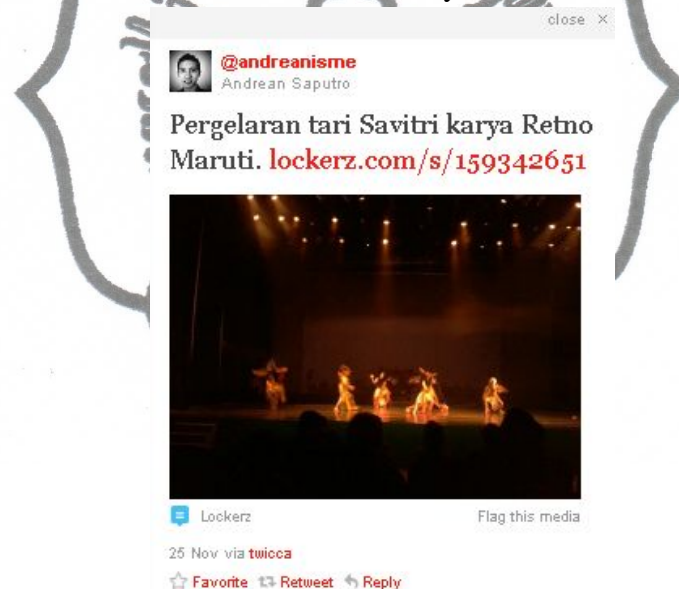 close ×
@andreanisme
Andrean Saputro
Pergelaran tari Savitri karya Retno
Maruti. lockerz.com/s/159342651
Lockerz
Flag this media
25 Nov via twicca
Favorite Retweet Reply